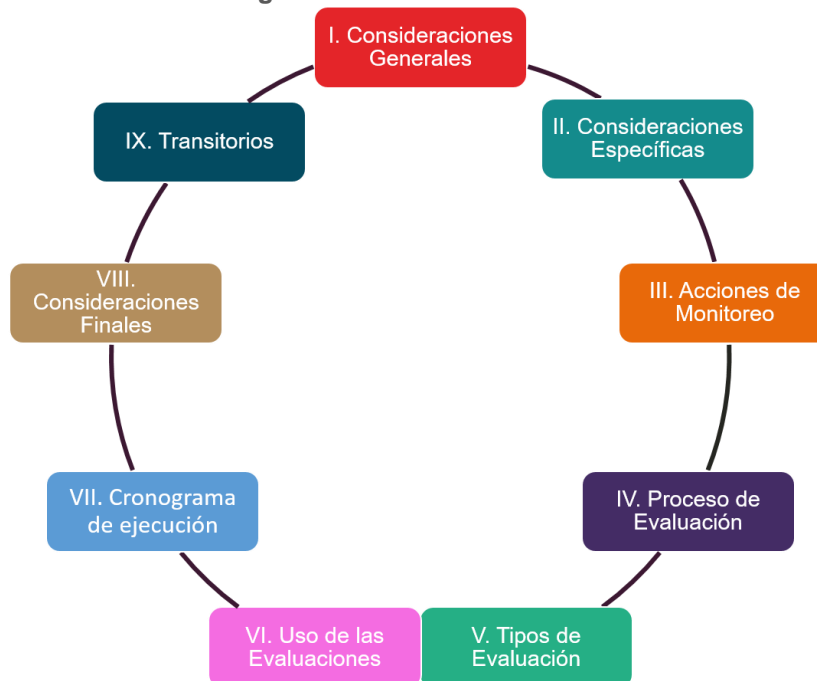 I. Consideraciones
Generales
II. Consideraciones
Específicas
III. Acciones de
Monitoreo
IV. Proceso de
Evaluación
V. Tipos de
Evaluación
VI. Uso de las
Evaluaciones
VII. Cronograma
de ejecución
VIII.
Consideraciones
Finales
IX. Transitorios